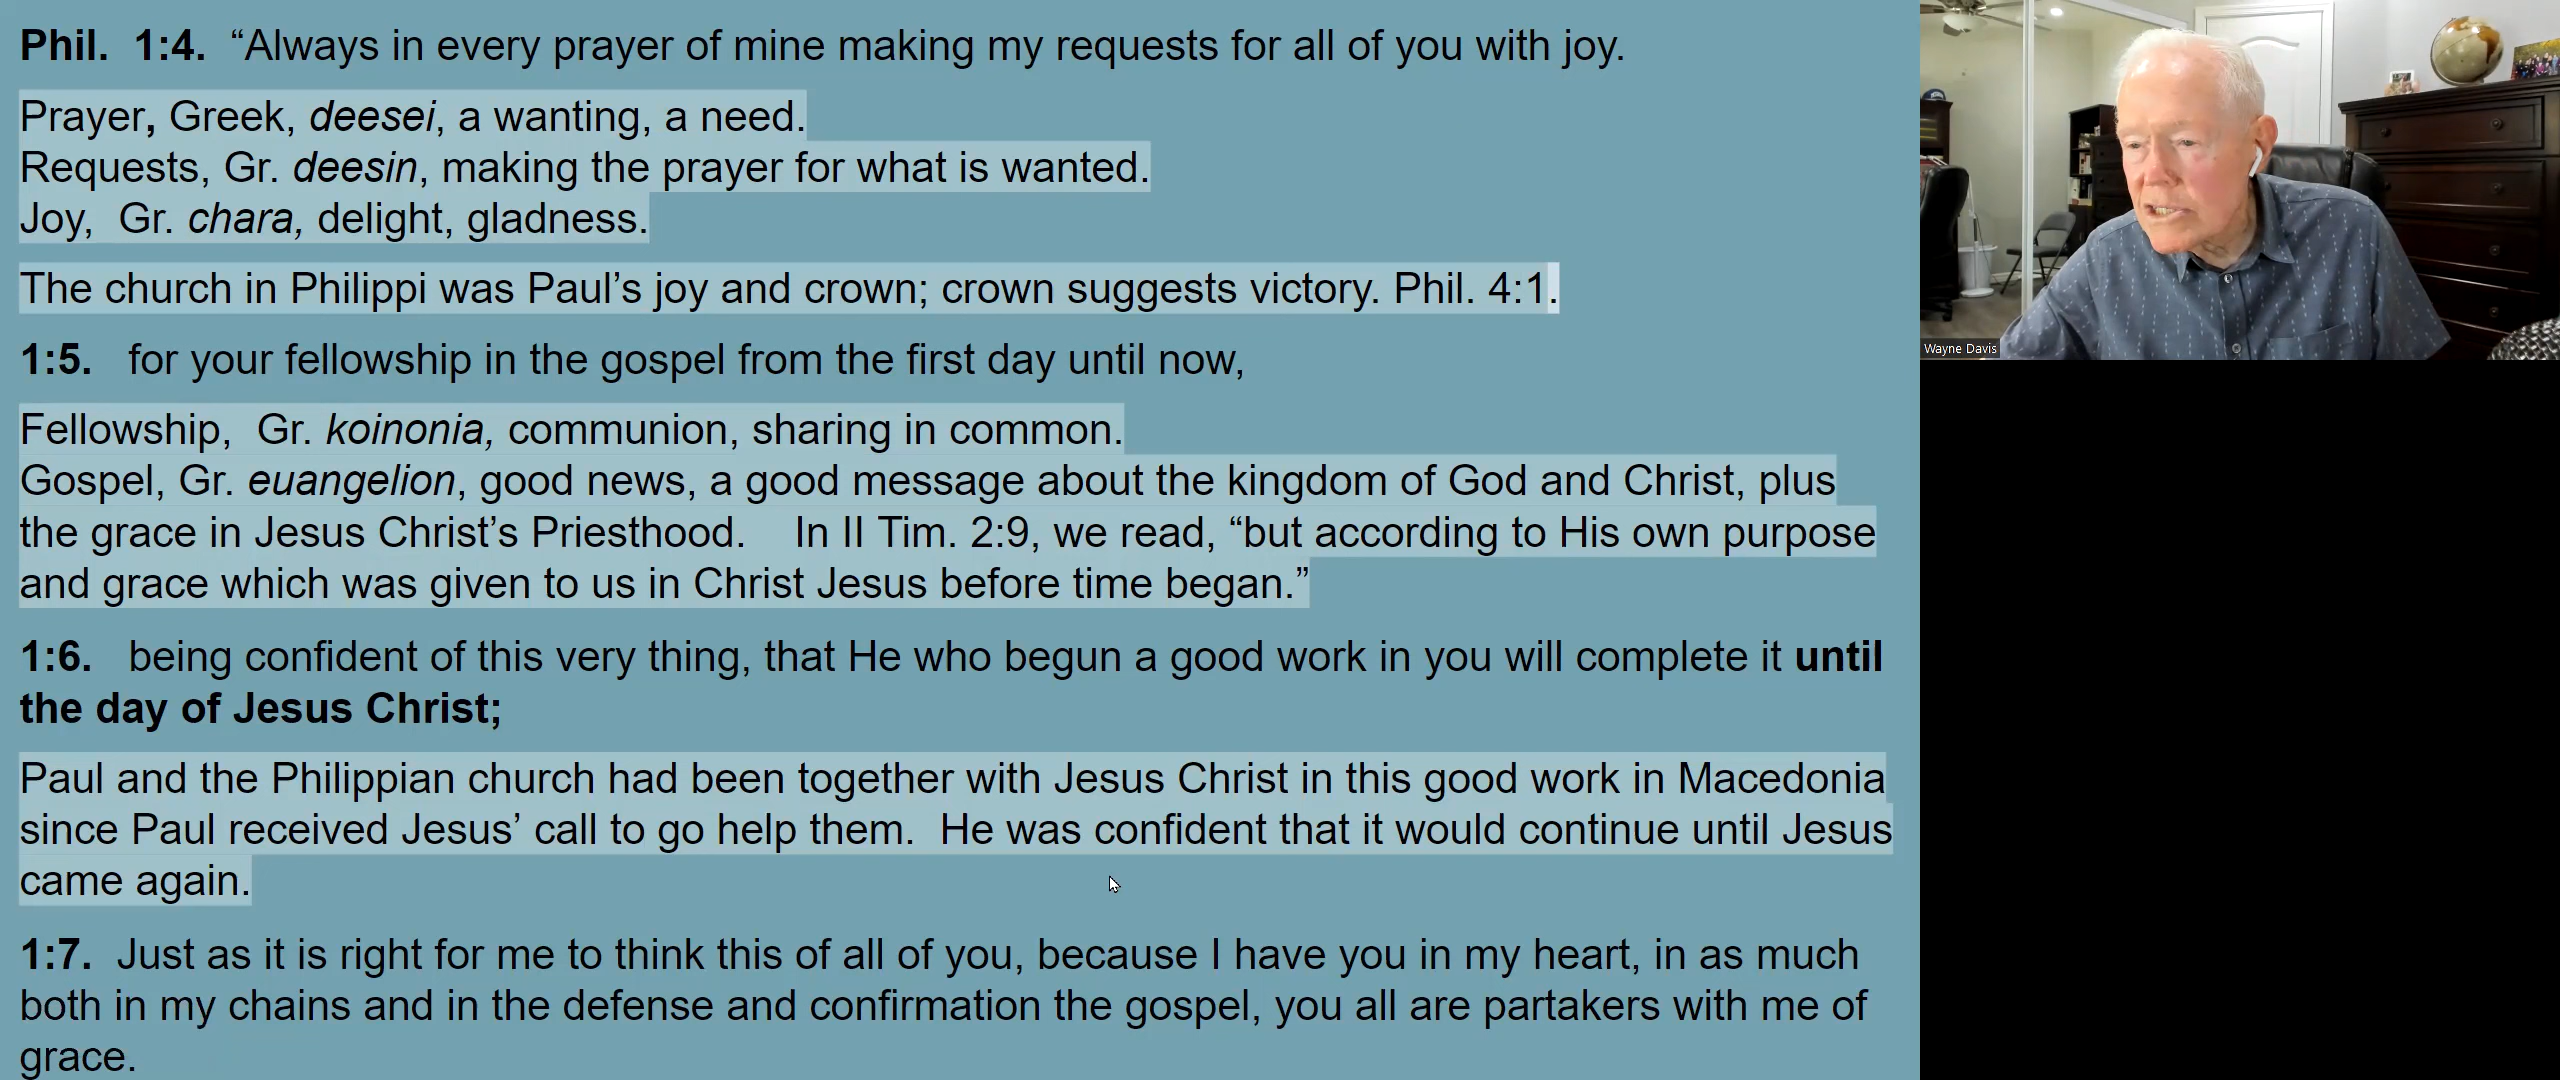 Phil.  1:4.  “Always in every prayer of mine making my requests for all of you with joy.
Prayer, Greek, deesei, a wanting, a need.
Requests, Gr. deesin, making the prayer for what is wanted.
Joy,  Gr. chara, delight, gladness.
The church in Philippi was Paul’s joy and crown; crown suggests victory. Phil. 4:1.
1:5.   for your fellowship in the gospel from the first day until now,
Fellowship,  Gr. koinonia, communion, sharing in common.
Gospel, Gr. euangelion, good news, a good message about the kingdom of God and Christ, plus
the grace in Jesus Christ’s Priesthood.    In II Tim. 2:9, we read, “but according to His own purpose
and grace which was given to us in Christ Jesus before time began.”
1:6.   being confident of this very thing, that He who begun a good work in you will complete it until
the day of Jesus Christ;
Paul and the Philippian church had been together with Jesus Christ in this good work in Macedonia
since Paul received Jesus’ call to go help them.  He was confident that it would continue until Jesus
came again.
1:7.  Just as it is right for me to think this of all of you, because I have you in my heart, in as much
both in my chains and in the defense and confirmation the gospel, you all are partakers with me of
grace.
Wayne Davis